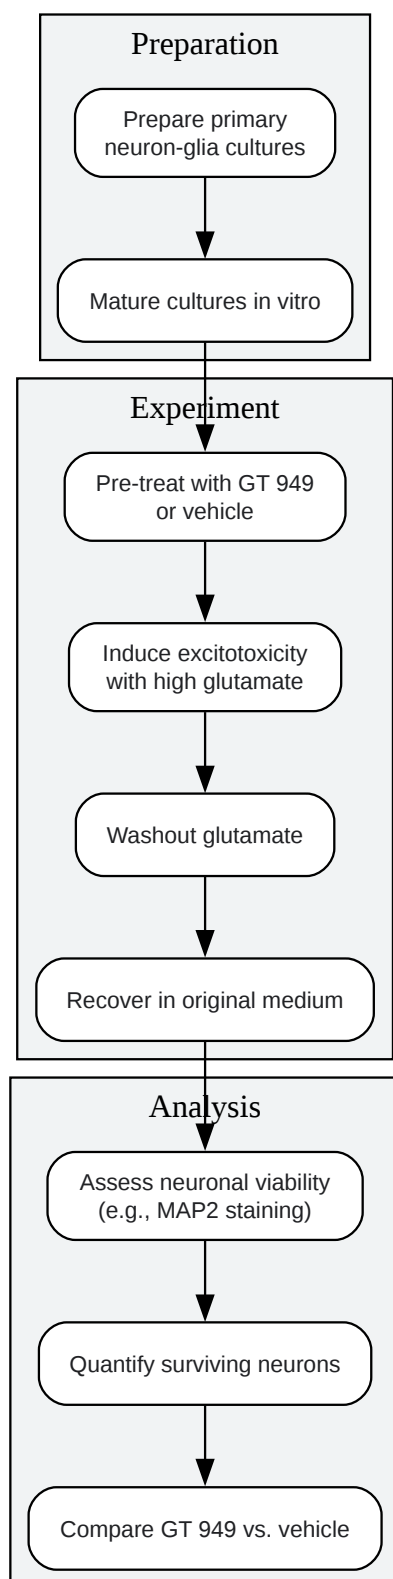 Preparation
Prepare primary
neuron-glia cultures
Mature cultures in vitro
Experiment
Pre-treat with GT 949
or vehicle
Induce excitotoxicity
with high glutamate
Washout glutamate
Recover in original medium
Analysis
Assess neuronal viability
(e.g., MAP2 staining)
Quantify surviving neurons
Compare GT 949 vs. vehicle